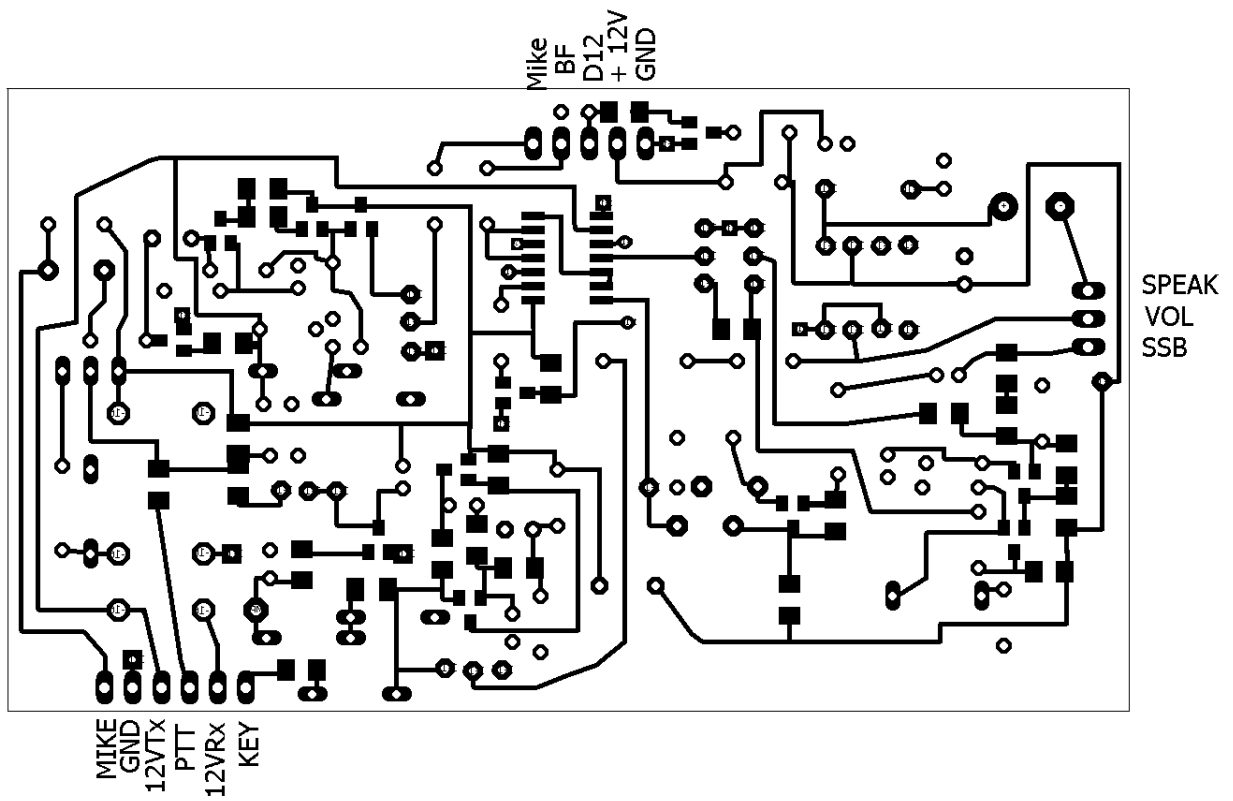 Mike
BF
D12
+ 12V
GND
SPEAK
VOL
SSB
MIKE
GND
12VTx
PTT
12VRx
KEY